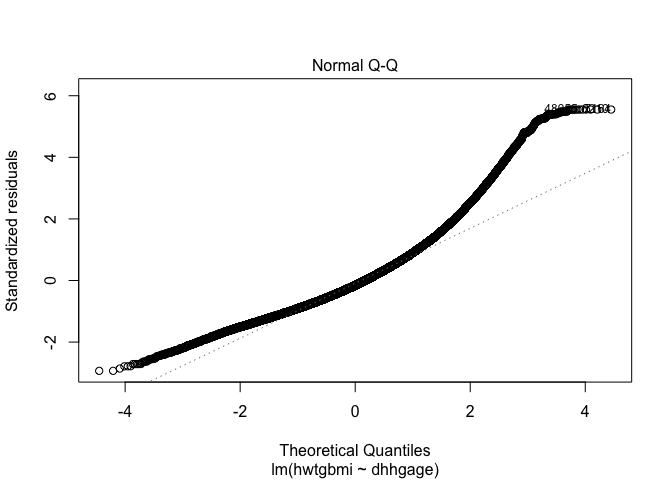 Normal Q-Q
Standardized residuals
6
4
2
0
-2
-4
-2
0
2
4
Theoretical Quantiles
lm(hwtgbmi ~ dhhgage)